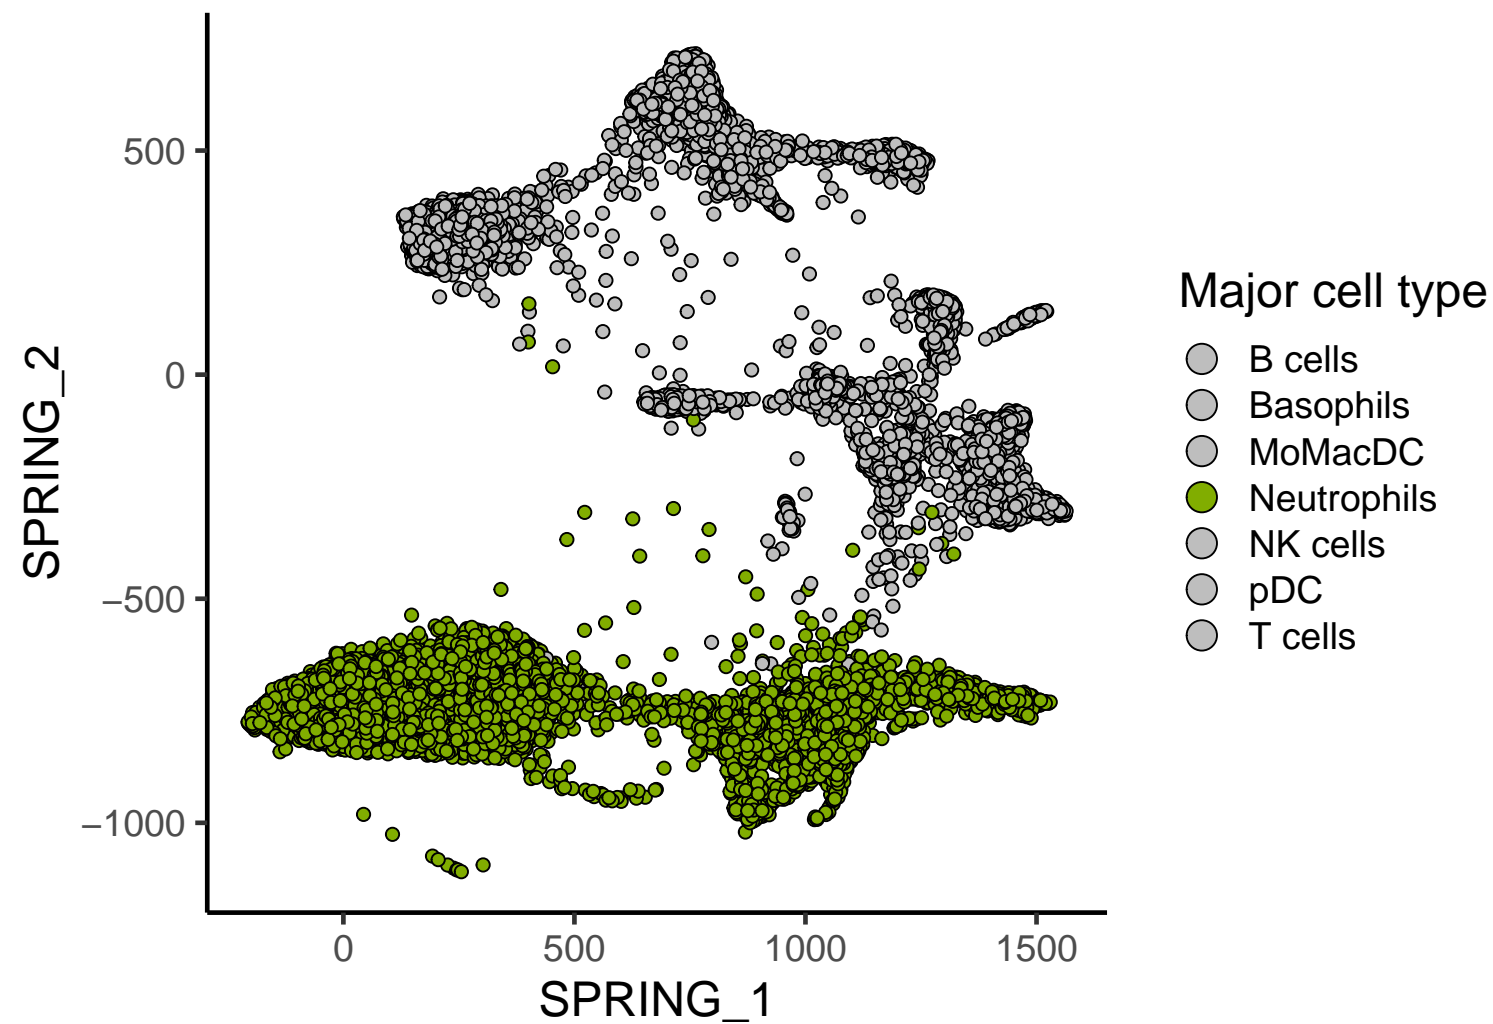 500
0
−500
−1000
SPRING_2
0
500
1000
1500
SPRING_1
Major cell type
B cells
Basophils
MoMacDC
Neutrophils
NK cells
pDC
T cells